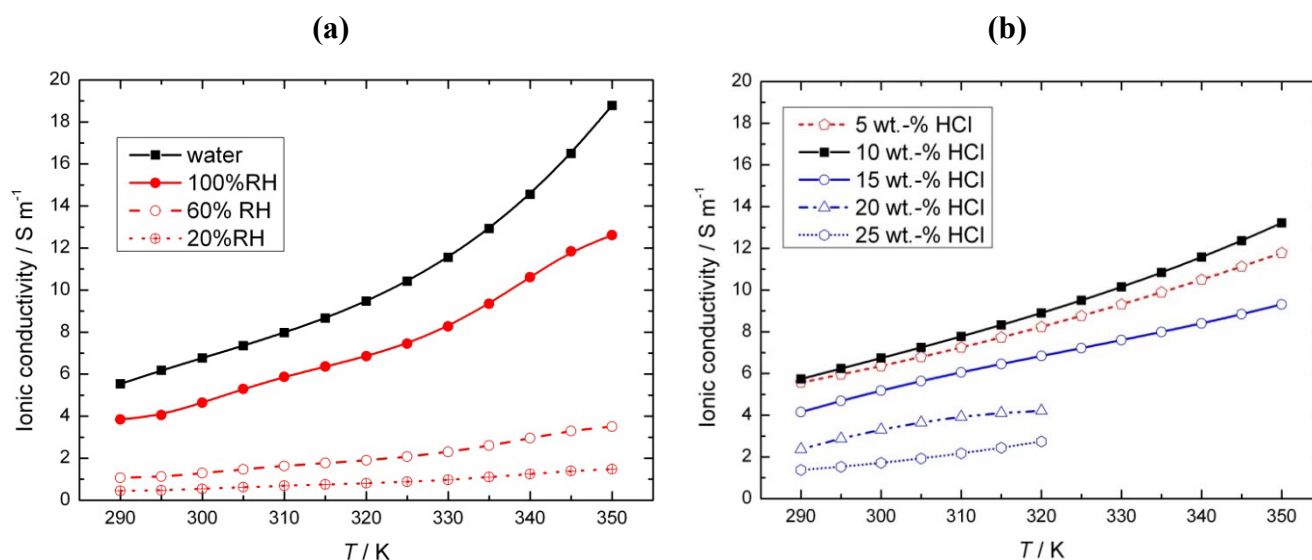 (a)
Ionic conductivity / S m⁻¹
20
18
16
14
12
10
8
6
4
2
0
water
100%RH
60% RH
20%RH
290 300 310 320 330 340 350
T / K
(b)
Ionic conductivity / S m⁻¹
20
18
16
14
12
10
8
6
4
2
0
5 wt.-% HCl
10 wt.-% HCl
15 wt.-% HCl
20 wt.-% HCl
25 wt.-% HCl
290 300 310 320 330 340 350
T / K